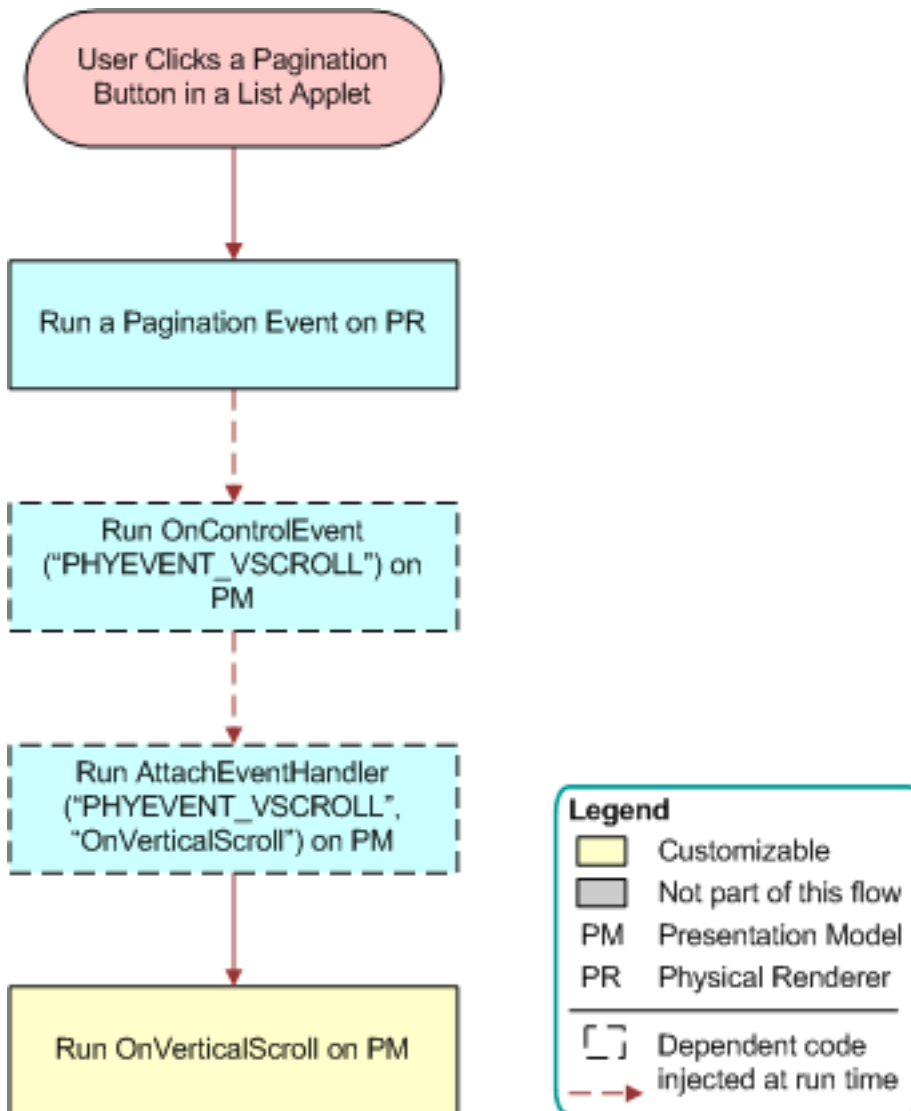 User Clicks a Pagination
Button in a List Applet
Run a Pagination Event on PR
Run OnControlEvent
(“PHYEVENT_VSCROLL”) on
PM
Run AttachEventHandler
(“PHYEVENT_VSCROLL”,
“OnVerticalScroll”) on PM
Run OnVerticalScroll on PM
Legend
Customizable
Not part of this flow
PM Presentation Model
PR Physical Renderer
Dependent code
injected at run time